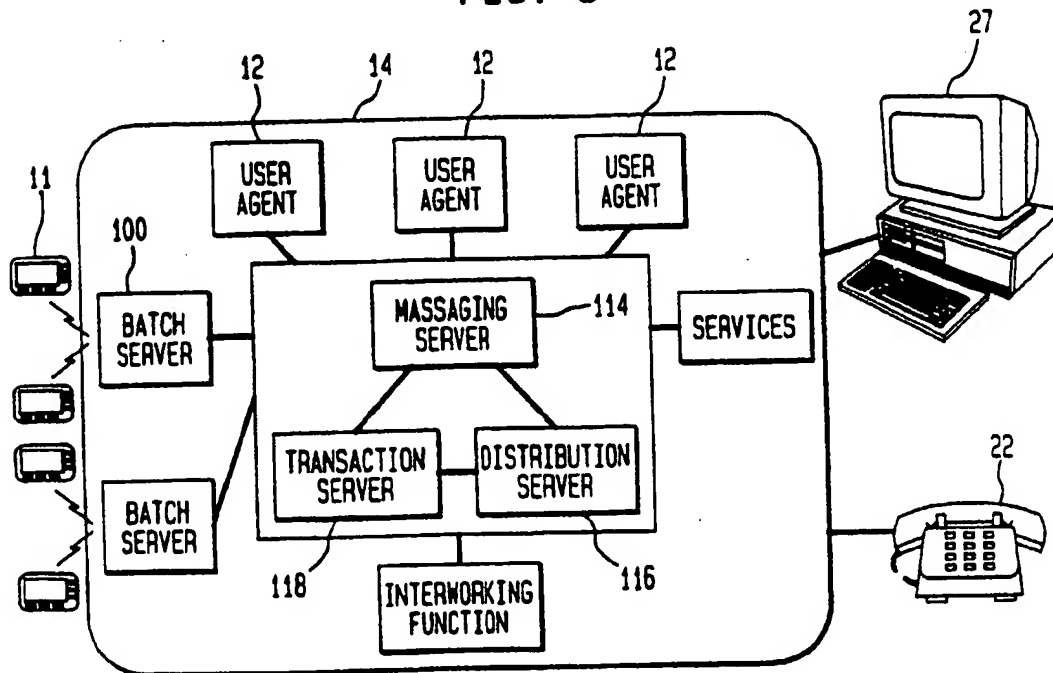 27
12
14
12
12
USER
AGENT
USER
AGENT
USER
AGENT
11
100
BATCH
SERVER
MASSAGING
SERVER
114
SERVICES
TRANSACTION
SERVER
DISTRIBUTION
SERVER
22
BATCH
SERVER
118
116
INTERWORKING
FUNCTION